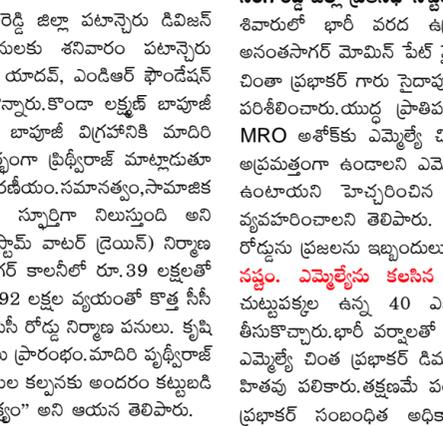 రెడ్డి జిల్లా పటాన్చెరు డివిజన్
నులకు శనివారం పటాన్చెరు
యాదవ్, ఎండిఆర్ ఫౌండేషన్
న్నారు.కొండా లక్ష్మణ్ బాపూజీ
బాపూజీ విగ్రహానికి మాదిరి
ర్భంగా ప్రిథ్వీరాజ్ మాట్లాడుతూ
రణీయం.సమానత్వం,సామాజిక
స్ఫూర్తిగా నిలుస్తుంది అని
స్టామ్ వాటర్ డ్రెయిన్) నిర్మాణ
గర్ కాలనీలో రూ.39 లక్షలతో
92 లక్షల వ్యయంతో కొత్త సీసీ
సీసీ రోడ్డు నిర్మాణ పనులు. కృషి
ప్రారంభం.మాదిరి పృథ్వీరాజ్
ల కల్పనకు అందరం కట్టుబడి
క్ష్యం” అని ఆయన తెలిపారు.
శివారులో భారీ వరద ఉ
అనంతసాగర్ మోమిన్ పేట్
చింతా ప్రభాకర్ గారు సైదాపు
పరిశీలించారు.యుద్ధ ప్రాతిప
MRO అశోక్‌కు ఎమ్మెల్యే చి
అప్రమత్తంగా ఉండాలని ఎమె
ఉంటాయని హెచ్చరించిన
వ్యవహరించాలని తెలిపారు.
రోడ్డును ప్రజలను ఇబ్బందులు
నష్టం. ఎమ్మెల్యేను కలసిన
చుట్టుపక్కల ఉన్న 40 ఎ
తీసుకొచ్చారు.భారీ వర్షాలతో
ఎమ్మెల్యే చింత ప్రభాకర్ డిమ
హితవు పలికారు.తక్షణమే ప
ప్రభాకర్ సంబంధిత అధికా